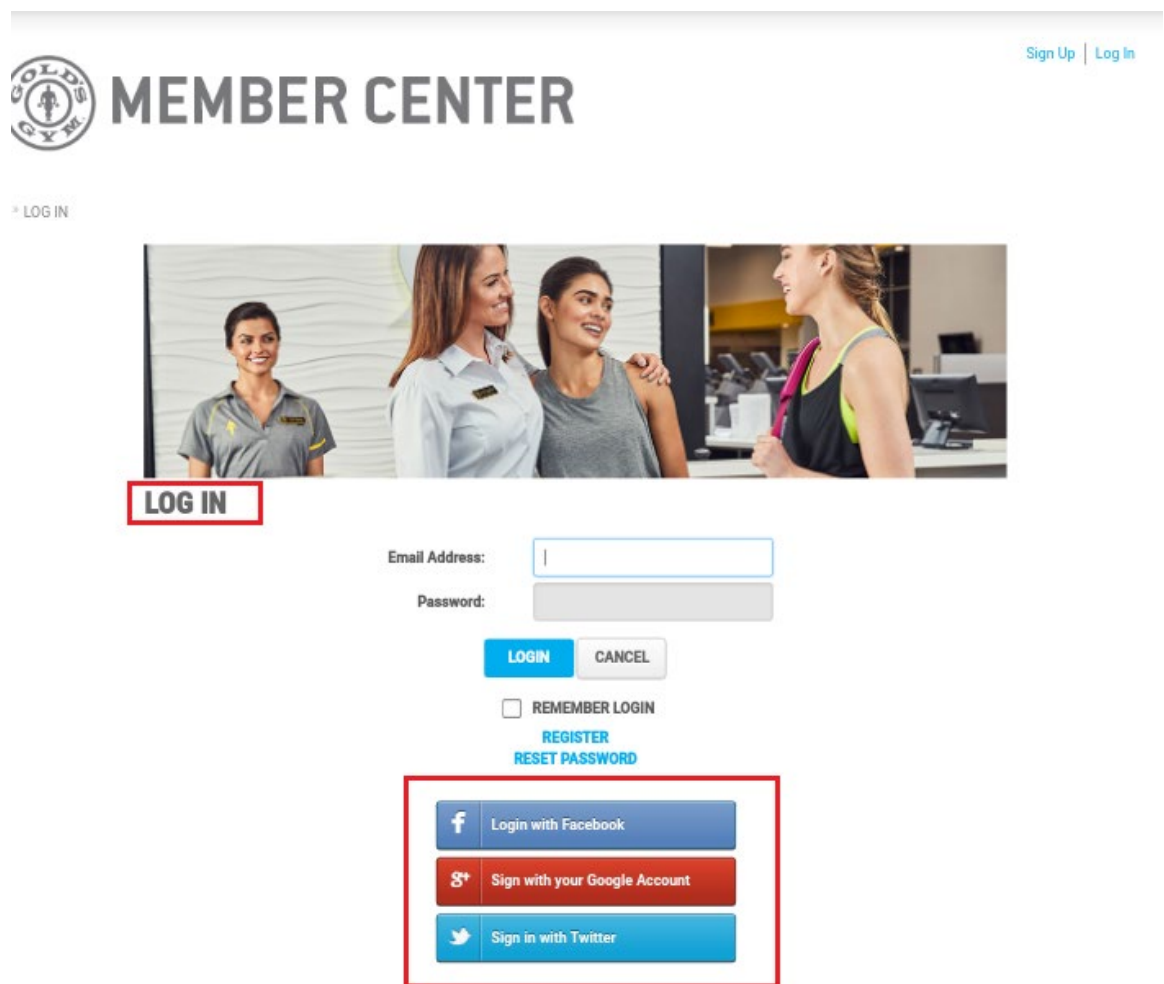 Sign Up | Log In
GOLD'S GYM
MEMBER CENTER
» LOG IN
LOG IN
Email Address:
Password:
LOGIN CANCEL
REMEMBER LOGIN
REGISTER
RESET PASSWORD
f Login with Facebook
g+ Sign with your Google Account
Sign in with Twitter